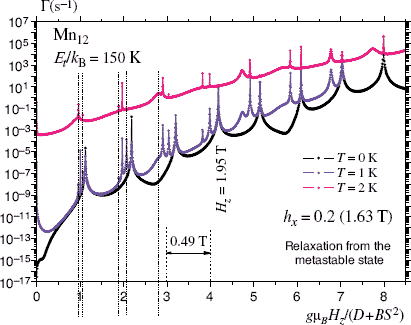 Γ(s⁻¹)
10⁷
10⁵
10³
10¹
10⁻¹
10⁻³
10⁻⁵
10⁻⁷
10⁻⁹
10⁻¹¹
10⁻¹³
10⁻¹⁵
10⁻¹⁷
Mn₁₂
Eₜ/k_B = 150 K
H_z = 1.95 T
0.49 T
T = 0 K
T = 1 K
T = 2 K
hₓ = 0.2 (1.63 T)
Relaxation from the
metastable state
0 1 2 3 4 5 6 7 8
gμ_BH_z/(D+BS²)